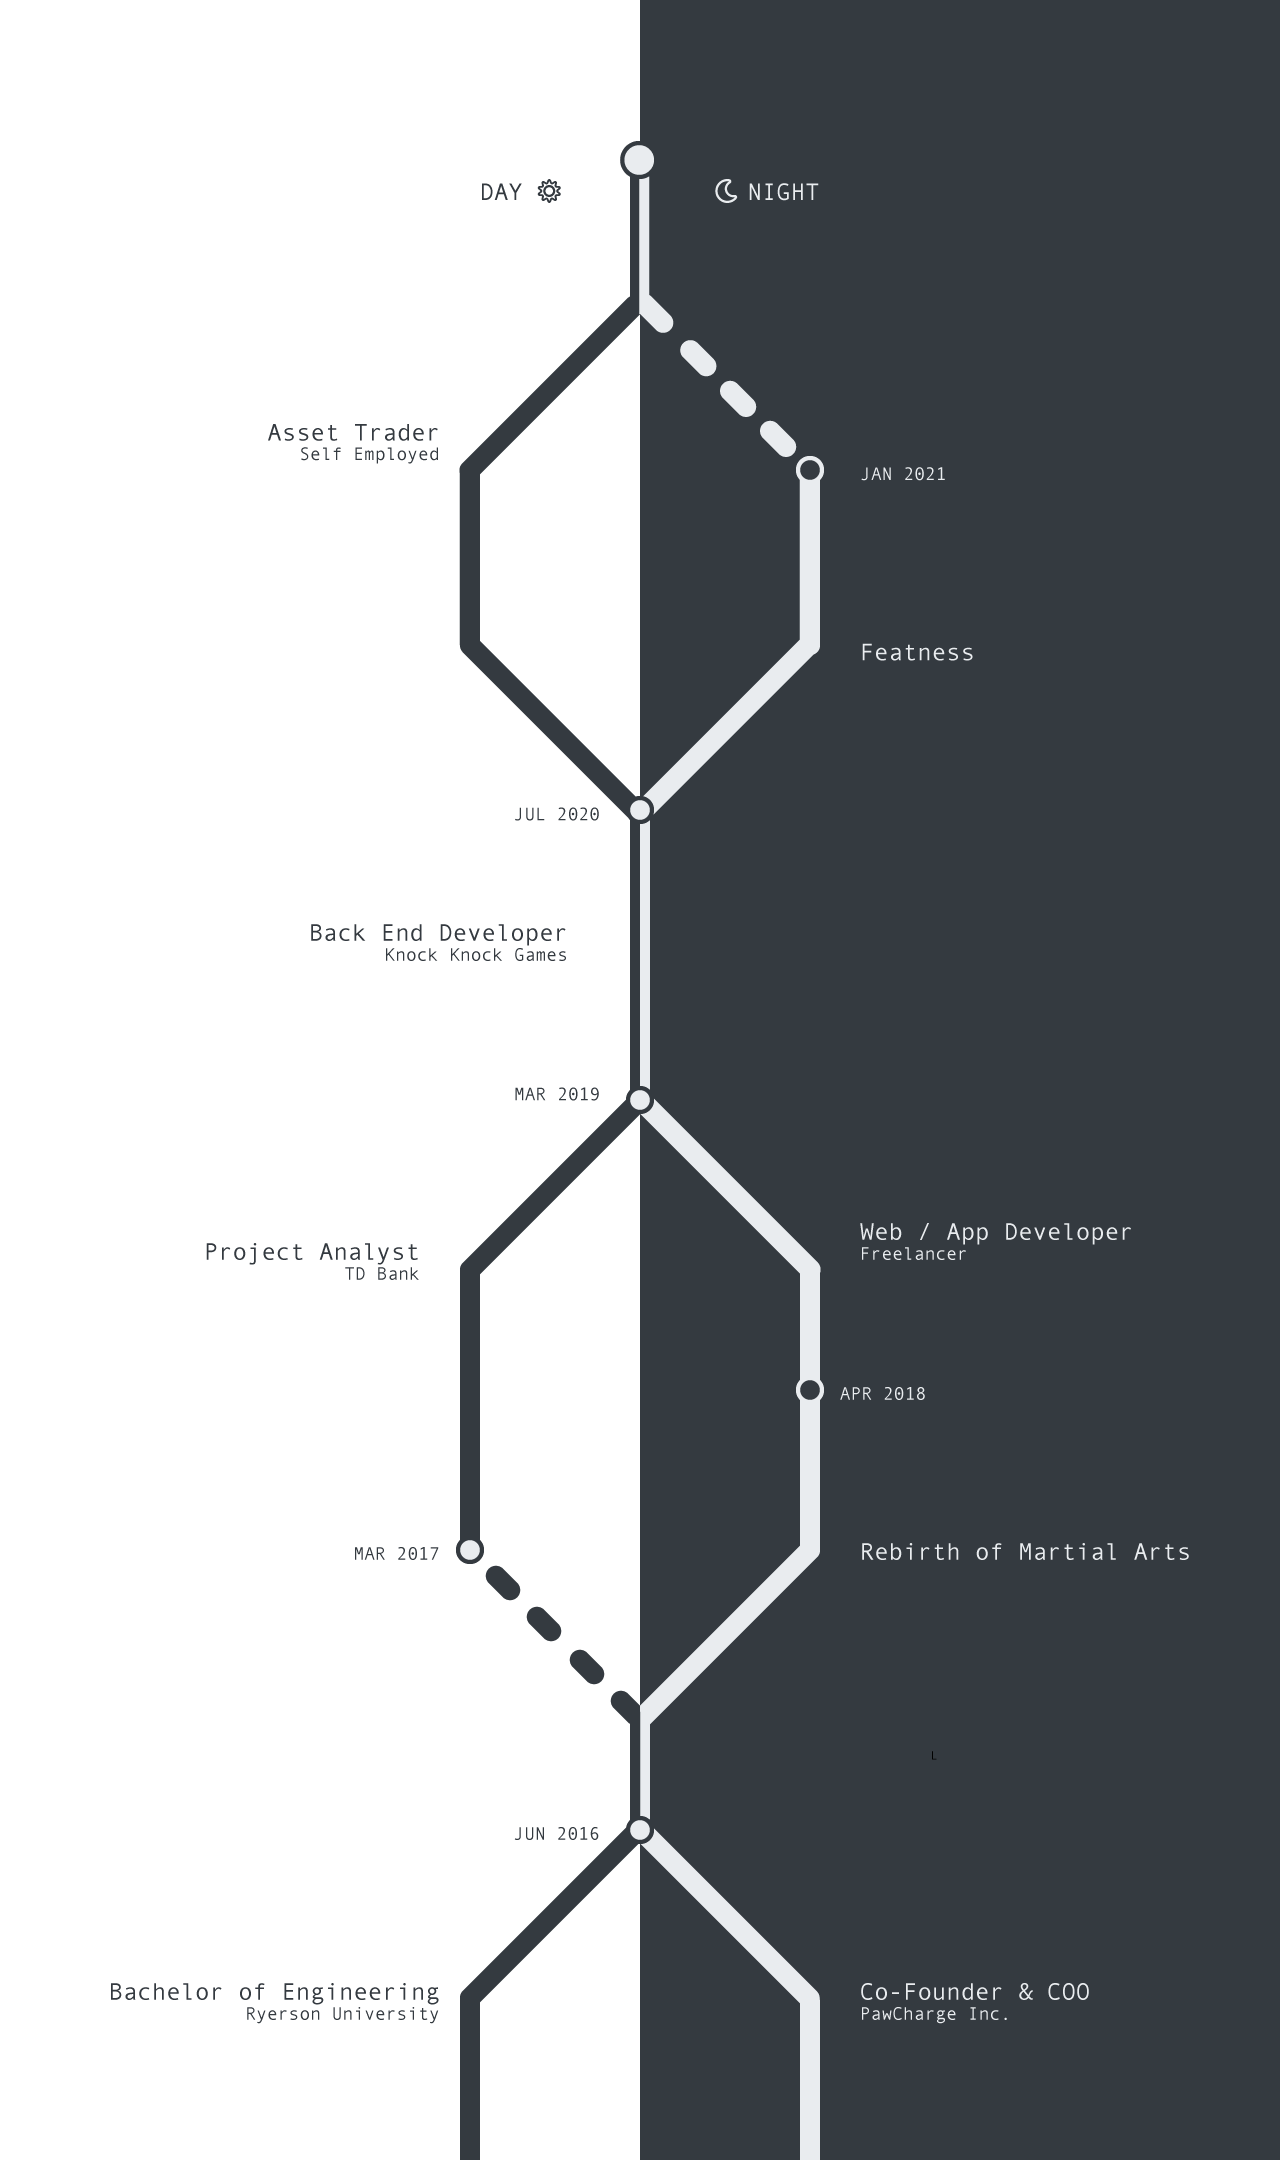 DAY
NIGHT
Asset Trader
Self Employed
JAN 2021
Featness
JUL 2020
Back End Developer
Knock Knock Games
MAR 2019
Web / App Developer
Freelancer
Project Analyst
TD Bank
APR 2018
MAR 2017
Rebirth of Martial Arts
L
JUN 2016
Bachelor of Engineering
Ryerson University
Co-Founder & COO
PawCharge Inc.